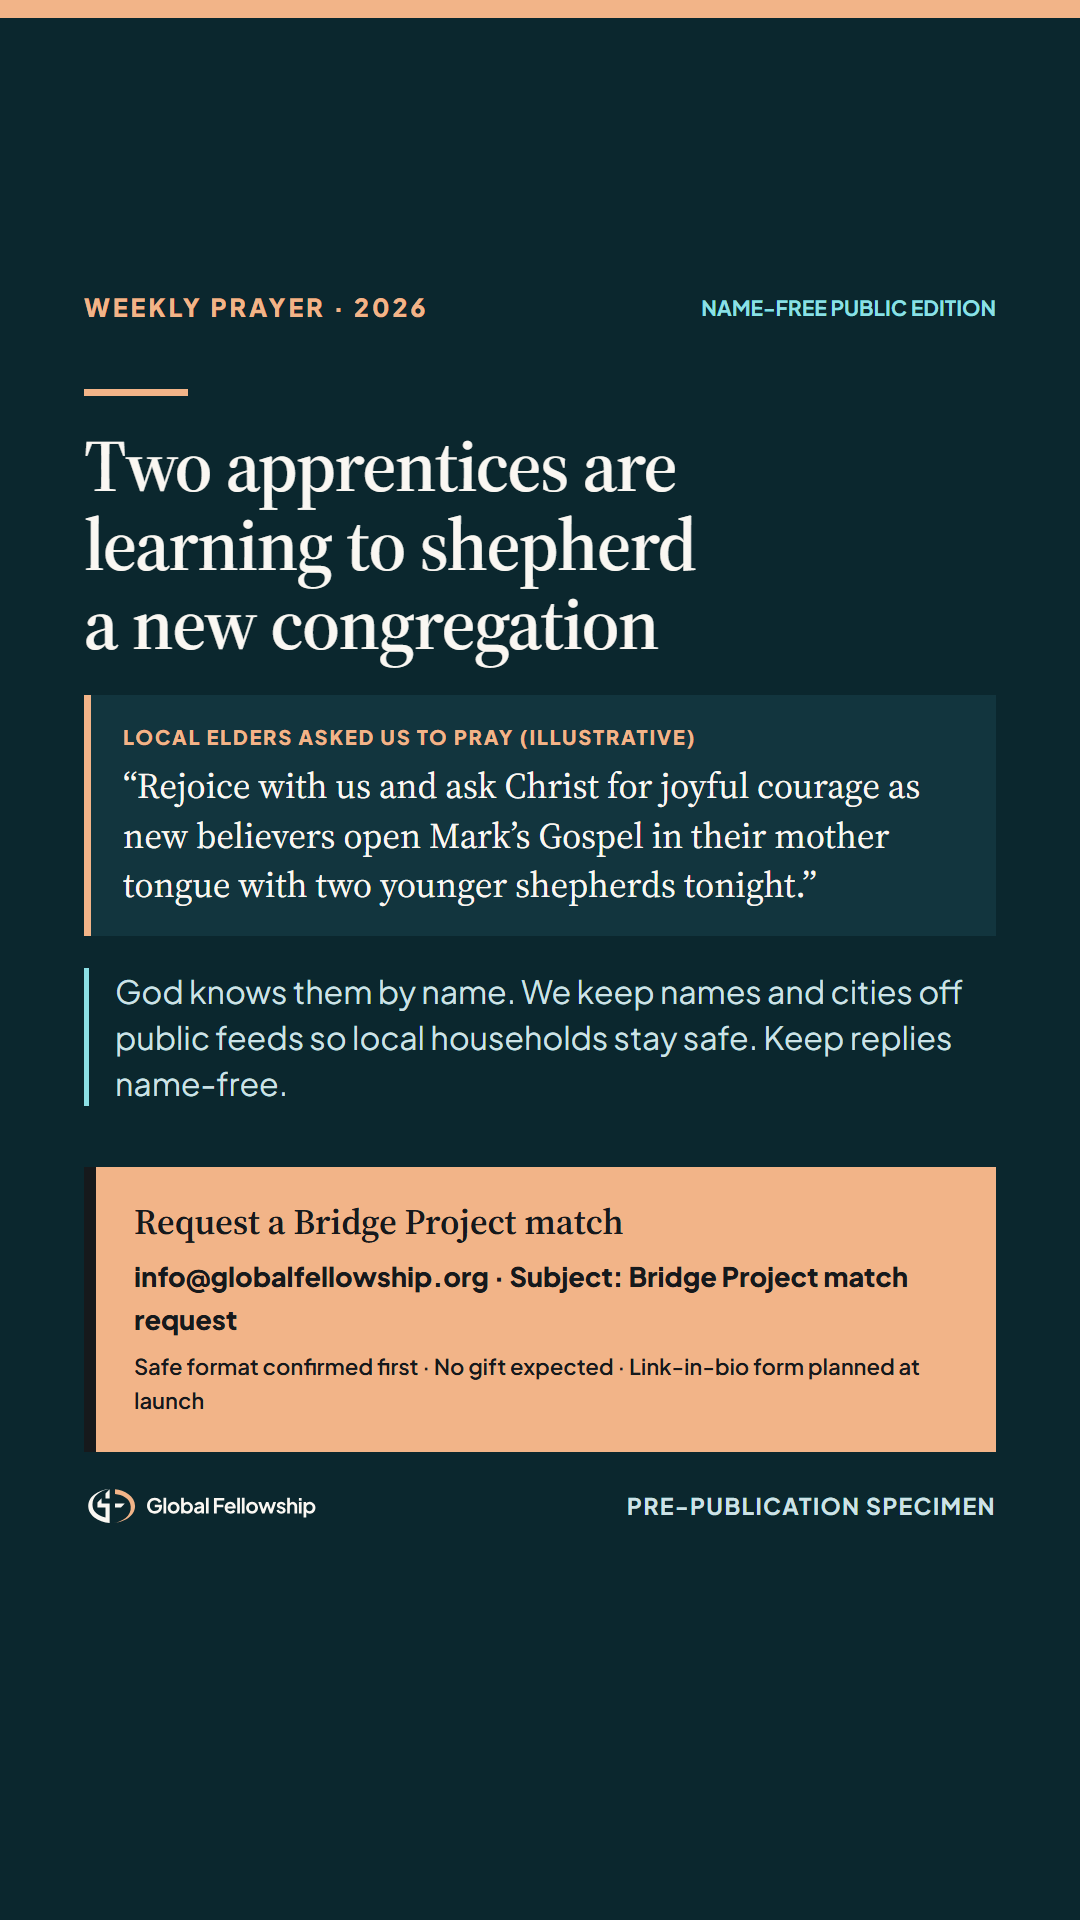 WEEKLY PRAYER · 2026
NAME-FREE PUBLIC EDITION
Two apprentices are
learning to shepherd
a new congregation
LOCAL ELDERS ASKED US TO PRAY (ILLUSTRATIVE)
“Rejoice with us and ask Christ for joyful courage as
new believers open Mark’s Gospel in their mother
tongue with two younger shepherds tonight.”
God knows them by name. We keep names and cities off
public feeds so local households stay safe. Keep replies
name-free.
Request a Bridge Project match
info@globalfellowship.org · Subject: Bridge Project match
request
Safe format confirmed first · No gift expected · Link-in-bio form planned at
launch
Global Fellowship
PRE-PUBLICATION SPECIMEN